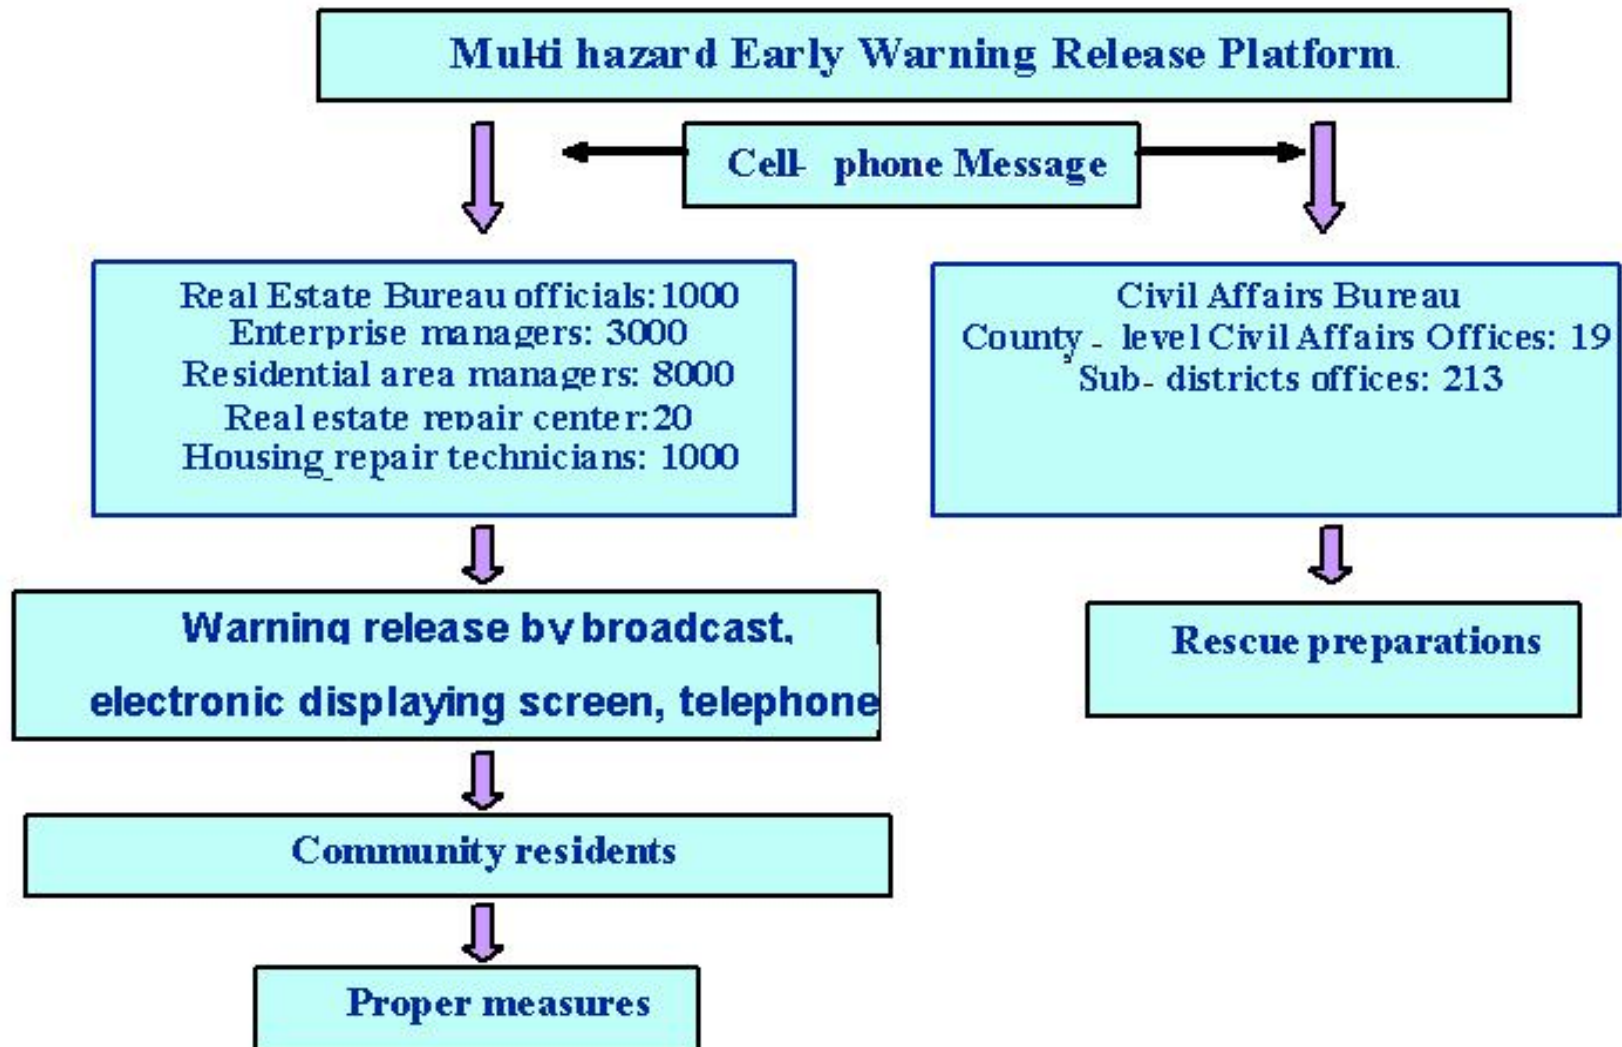 Multi hazard Early Warning Release Platform.
Cell- phone Message
Real Estate Bureau officials:1000
Enterprise managers: 3000
Residential area managers: 8000
Real estate repair center:20
Housing repair technicians: 1000
Civil Affairs Bureau
County - level Civil Affairs Offices: 19,
Sub- districts offices: 213
Warning release by broadcast,
electronic displaying screen, telephone
Rescue preparations
Community residents
Proper measures